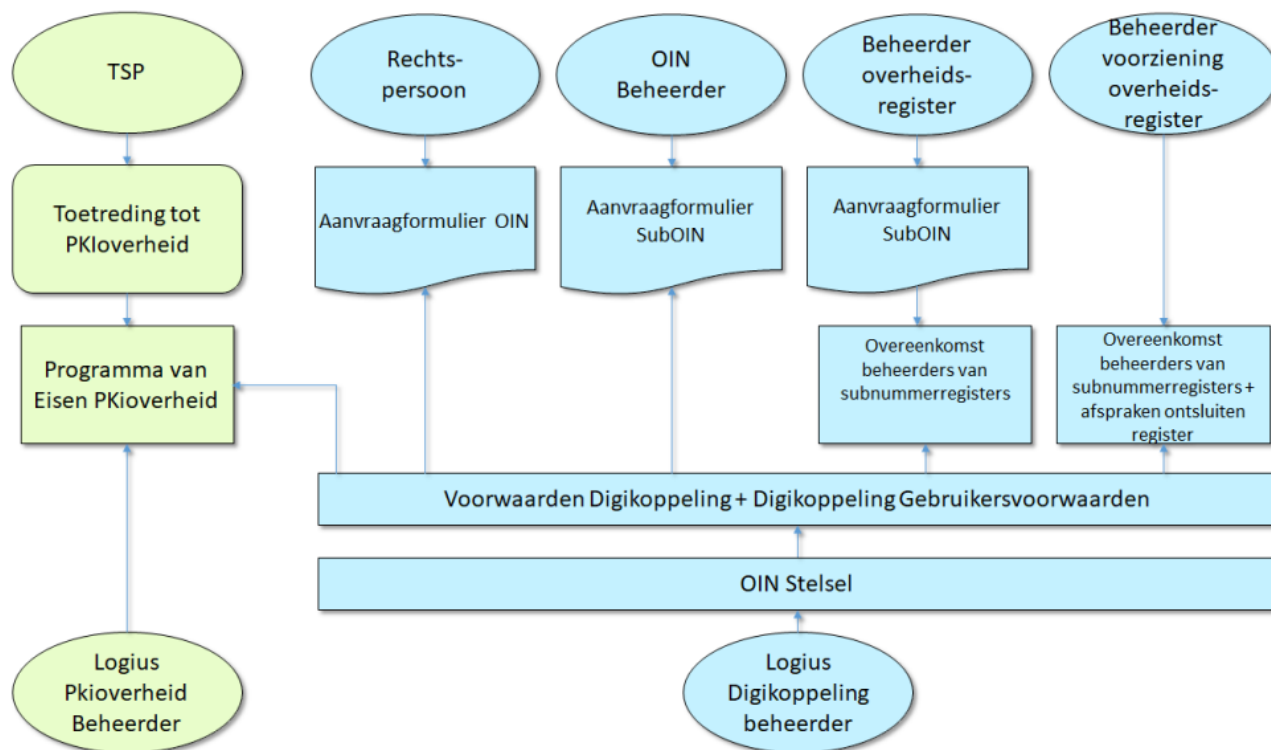 TSP
Rechts-
persoon
OIN
Beheerder
Beheerder
overheids-
register
Beheerder
voorziening
overheids-
register
Toetreding tot
PKIoverheid
Aanvraagformulier OIN
Aanvraagformulier
SubOIN
Aanvraagformulier
SubOIN
Programma van
Eisen PKioverheid
Overeenkomst
beheerders van
subnummerregisters
Overeenkomst
beheerders van
subnummerregisters +
afspraken ontsluiten
register
Voorwaarden Digikoppeling + Digikoppeling Gebruikersvoorwaarden
OIN Stelsel
Logius
Pkioverheid
Beheerder
Logius
Digikoppeling
beheerder